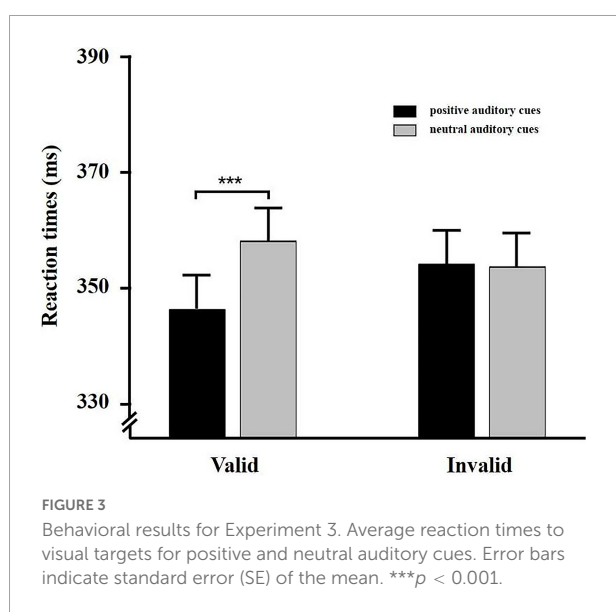 390
370
350
330
Reaction times (ms)
positive auditory cues
neutral auditory cues
***
Valid
Invalid
FIGURE 3
Behavioral results for Experiment 3. Average reaction times to
visual targets for positive and neutral auditory cues. Error bars
indicate standard error (SE) of the mean. ***p < 0.001.